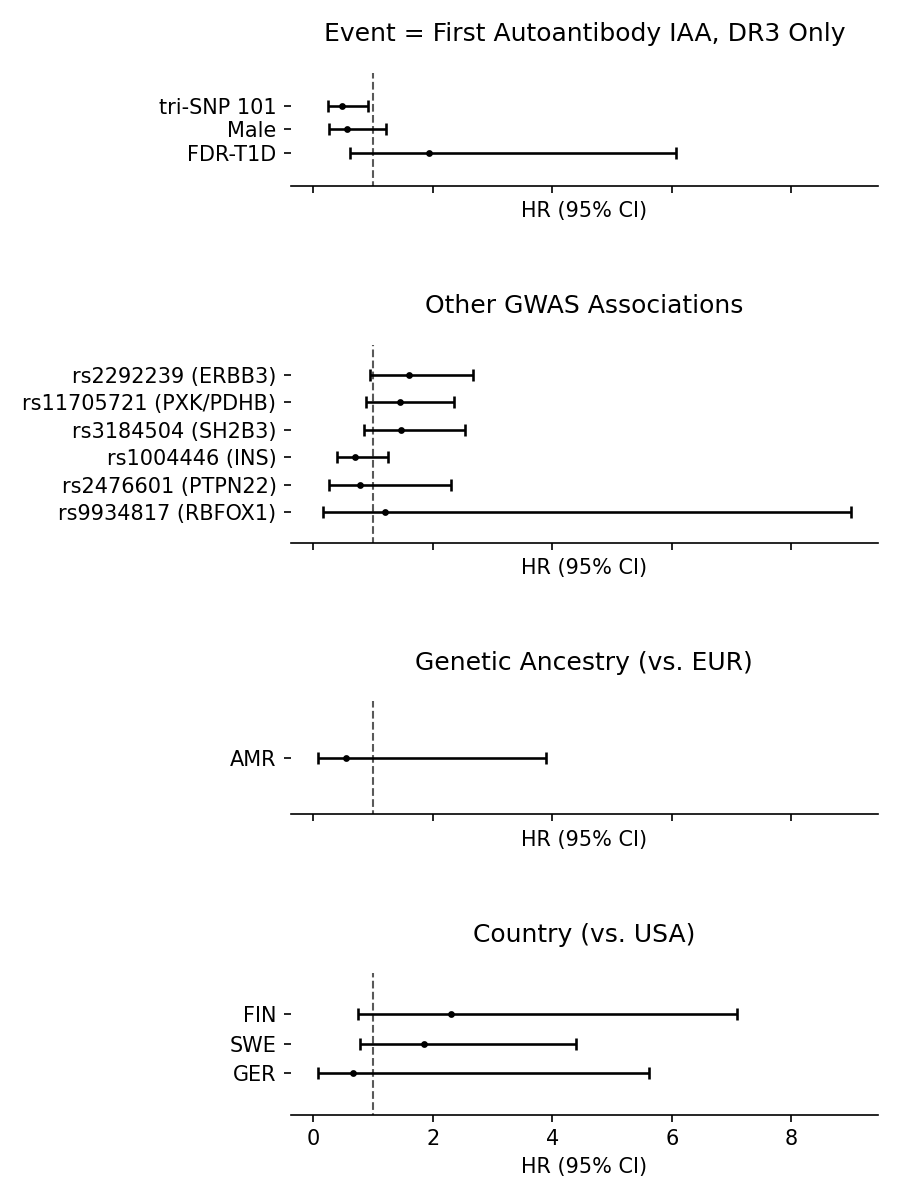 Event = First Autoantibody IAA, DR3 Only
tri-SNP 101
Male
FDR-T1D
HR (95% CI)
Other GWAS Associations
rs2292239 (ERBB3)
rs11705721 (PXK/PDHB)
rs3184504 (SH2B3)
rs1004446 (INS)
rs2476601 (PTPN22)
rs9934817 (RBFOX1)
HR (95% CI)
Genetic Ancestry (vs. EUR)
AMR
HR (95% CI)
Country (vs. USA)
FIN
SWE
GER
0 2 4 6 8
HR (95% CI)